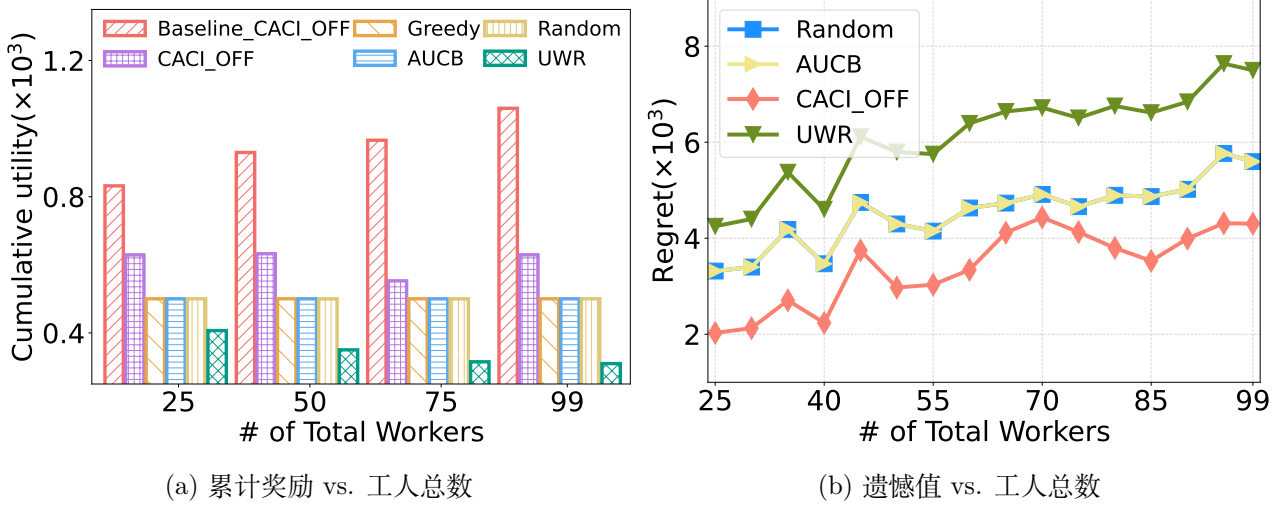 Cumulative utility(×10³)
1.2
0.8
0.4
Baseline_CACI_OFF
CACI_OFF
Greedy
AUCB
Random
UWR
25 50 75 99
# of Total Workers
(a) 累计奖励 vs. 工人总数
Regret(×10³)
8
6
4
2
Random
AUCB
CACI_OFF
UWR
25 40 55 70 85 99
# of Total Workers
(b) 遗憾值 vs. 工人总数